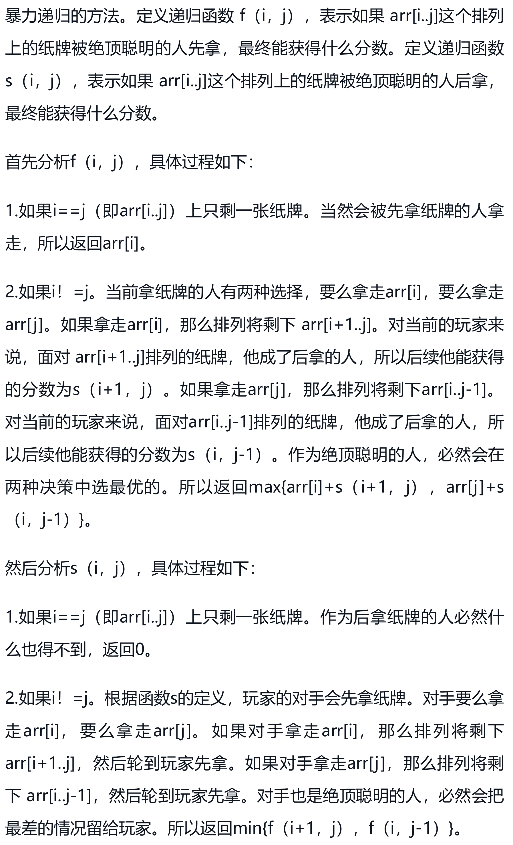 暴力递归的方法。定义递归函数 f（i，j），表示如果 arr[i..j]这个排列
上的纸牌被绝顶聪明的人先拿，最终能获得什么分数。定义递归函数
s（i，j），表示如果 arr[i..j]这个排列上的纸牌被绝顶聪明的人后拿，
最终能获得什么分数。
首先分析f（i，j），具体过程如下：
1.如果i==j（即arr[i..j]）上只剩一张纸牌。当然会被先拿纸牌的人拿
走，所以返回arr[i]。
2.如果i！=j。当前拿纸牌的人有两种选择，要么拿走arr[i]，要么拿走
arr[j]。如果拿走arr[i]，那么排列将剩下 arr[i+1..j]。对当前的玩家来
说，面对 arr[i+1..j]排列的纸牌，他成了后拿的人，所以后续他能获得
的分数为s（i+1，j）。如果拿走arr[j]，那么排列将剩下arr[i..j-1]。
对当前的玩家来说，面对arr[i..j-1]排列的纸牌，他成了后拿的人，所
以后续他能获得的分数为s（i，j-1）。作为绝顶聪明的人，必然会在
两种决策中选最优的。所以返回max{arr[i]+s（i+1，j），arr[j]+s
（i，j-1）}。
然后分析s（i，j），具体过程如下：
1.如果i==j（即arr[i..j]）上只剩一张纸牌。作为后拿纸牌的人必然什
么也得不到，返回0。
2.如果i！=j。根据函数s的定义，玩家的对手会先拿纸牌。对手要么拿
走arr[i]，要么拿走arr[j]。如果对手拿走arr[i]，那么排列将剩下
arr[i+1..j]，然后轮到玩家先拿。如果对手拿走arr[j]，那么排列将剩
下 arr[i..j-1]，然后轮到玩家先拿。对手也是绝顶聪明的人，必然会把
最差的情况留给玩家。所以返回min{f（i+1，j），f（i，j-1）}。